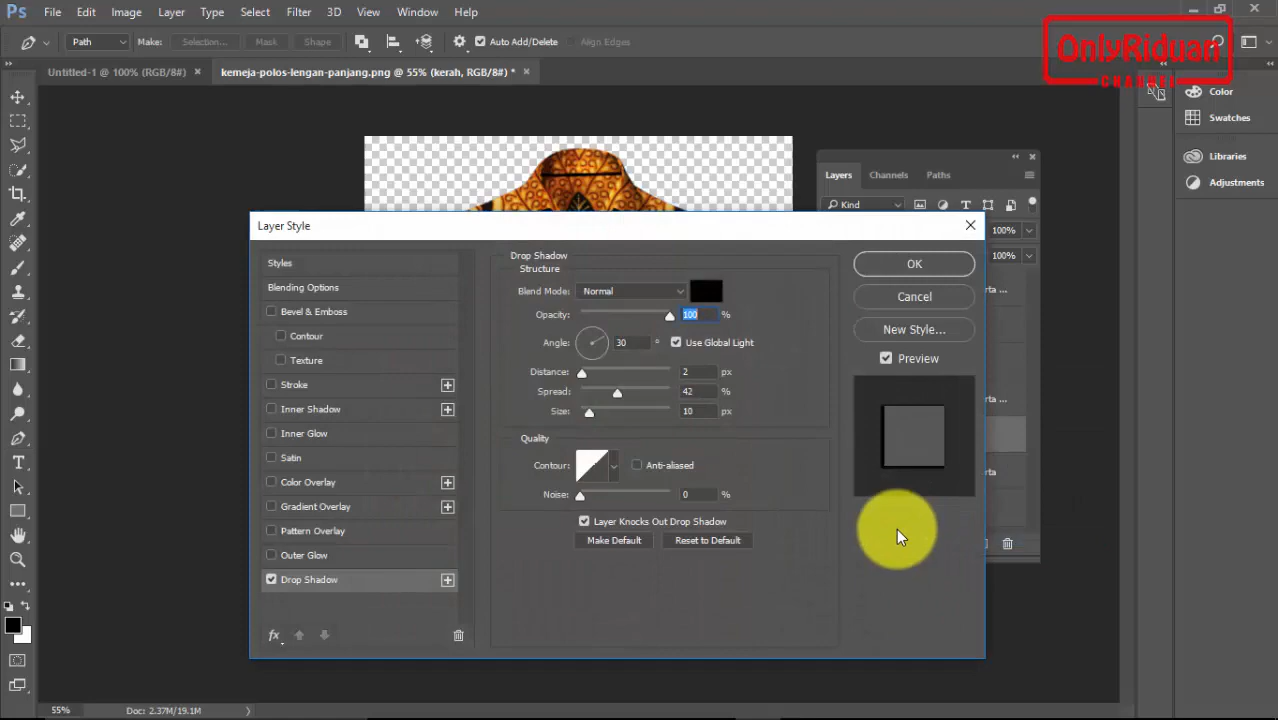 Ps File Edit Image Layer Type Select Filter 3D View Window Help
Path Make: Selection... Mask Shape Auto Add/Delete Align Edges
OnlyRiduan
CHANNEL
Untitled-1 @ 100% (RGB/8#) × kemeja-polos-lengan-panjang.png @ 55% (kerah, RGB/8#) * ×
Color
Swatches
Libraries
Adjustments
Layers Channels Paths
Kind
100%
100%
rta ...
rta ...
rta
Layer Style
Styles
Blending Options
Bevel & Emboss
Contour
Texture
Stroke
Inner Shadow
Inner Glow
Satin
Color Overlay
Gradient Overlay
Pattern Overlay
Outer Glow
Drop Shadow
fx
Drop Shadow
Structure
Blend Mode: Normal
Opacity: 100 %
Angle: 30 ° Use Global Light
Distance: 2 px
Spread: 42 %
Size: 10 px
Quality
Contour: Anti-aliased
Noise: 0 %
Layer Knocks Out Drop Shadow
Make Default Reset to Default
OK
Cancel
New Style...
Preview
55% Doc: 2.37M/19.1M